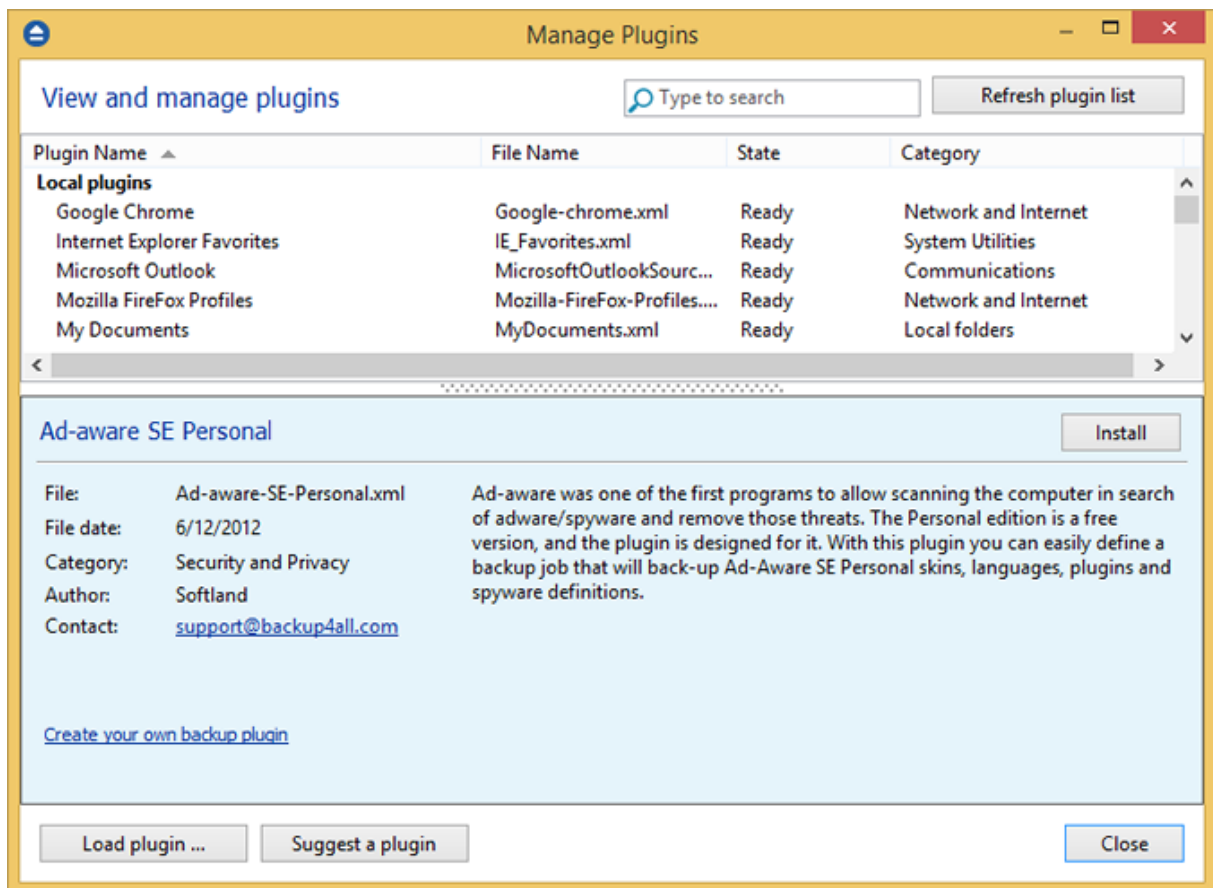 Manage Plugins
View and manage plugins
Type to search
Refresh plugin list
Plugin Name File Name State Category
Local plugins
Google Chrome Google-chrome.xml Ready Network and Internet
Internet Explorer Favorites IE_Favorites.xml Ready System Utilities
Microsoft Outlook MicrosoftOutlookSourc... Ready Communications
Mozilla FireFox Profiles Mozilla-FireFox-Profiles.... Ready Network and Internet
My Documents MyDocuments.xml Ready Local folders
Ad-aware SE Personal
Install
File: Ad-aware-SE-Personal.xml
File date: 6/12/2012
Category: Security and Privacy
Author: Softland
Contact: support@backup4all.com
Ad-aware was one of the first programs to allow scanning the computer in search
of adware/spyware and remove those threats. The Personal edition is a free
version, and the plugin is designed for it. With this plugin you can easily define a
backup job that will back-up Ad-Aware SE Personal skins, languages, plugins and
spyware definitions.
Create your own backup plugin
Load plugin ...
Suggest a plugin
Close